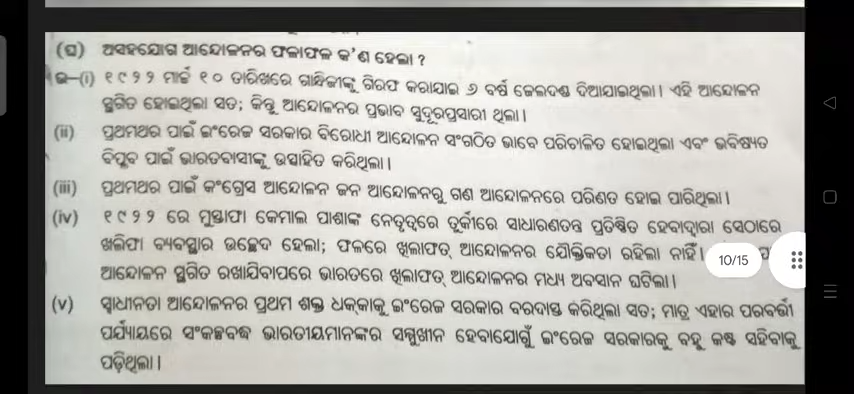 (ଘ) ଅସହଯୋଗ ଆନ୍ଦୋଳନର ଫଳାଫଳ କ'ଣ ହେଲା ?
ଉ–(i) ୧୯୨୨ ମାର୍ଚ୍ଚ ୧୦ ତାରିଖରେ ଗାନ୍ଧିଜୀଙ୍କୁ ଗିରଫ କରାଯାଇ ୬ ବର୍ଷ ଜେଲଦଣ୍ଡ ଦିଆଯାଇଥିଲା । ଏହି ଆନ୍ଦୋଳନ
ସ୍ଥଗିତ ହୋଇଥିଲା ସତ; କିନ୍ତୁ ଆନ୍ଦୋଳନର ପ୍ରଭାବ ସୁଦୂରପ୍ରସାରୀ ଥିଲା ।
(ii) ପ୍ରଥମଥର ପାଇଁ ଇଂରେଜ ସରକାର ବିରୋଧୀ ଆନ୍ଦୋଳନ ସଂଗଠିତ ଭାବେ ପରିଚାଳିତ ହୋଇଥିଲା ଏବଂ ଭବିଷ୍ୟତ
ବିପ୍ଳବ ପାଇଁ ଭାରତବାସୀଙ୍କୁ ଉତ୍ସାହିତ କରିଥିଲା ।
(iii) ପ୍ରଥମଥର ପାଇଁ କଂଗ୍ରେସ ଆନ୍ଦୋଳନ ଜନ ଆନ୍ଦୋଳନରୁ ଗଣ ଆନ୍ଦୋଳନରେ ପରିଣତ ହୋଇ ପାରିଥିଲା ।
(iv) ୧୯୨୨ ରେ ମୁସ୍ତାଫା କେମାଲ ପାଶାଙ୍କ ନେତୃତ୍ୱରେ ତୁର୍କୀରେ ସାଧାରଣତନ୍ତ୍ର ପ୍ରତିଷ୍ଠିତ ହେବାଦ୍ୱାରା ସେଠାରେ
ଖଲିଫା ବ୍ୟବସ୍ଥାର ଉଚ୍ଛେଦ ହେଲା; ଫଳରେ ଖିଲାଫତ୍ ଆନ୍ଦୋଳନର ଯୌକ୍ତିକତା ରହିଲା ନାହିଁ । 10/15
ଆନ୍ଦୋଳନ ସ୍ଥଗିତ ରଖାଯିବାପରେ ଭାରତରେ ଖିଲାଫତ୍ ଆନ୍ଦୋଳନର ମଧ୍ୟ ଅବସାନ ଘଟିଲା ।
(v) ସ୍ୱାଧୀନତା ଆନ୍ଦୋଳନର ପ୍ରଥମ ଶକ୍ତ ଧକ୍କାକୁ ଇଂରେଜ ସରକାର ବରଦାସ୍ତ କରିଥିଲା ସତ; ମାତ୍ର ଏହାର ପରବର୍ତ୍ତୀ
ପର୍ଯ୍ୟାୟରେ ସଂକଳ୍ପବଦ୍ଧ ଭାରତୀୟମାନଙ୍କର ସମ୍ମୁଖୀନ ହେବାଯୋଗୁଁ ଇଂରେଜ ସରକାରକୁ ବହୁ କଷ୍ଟ ସହିବାକୁ
ପଡ଼ିଥିଲା ।